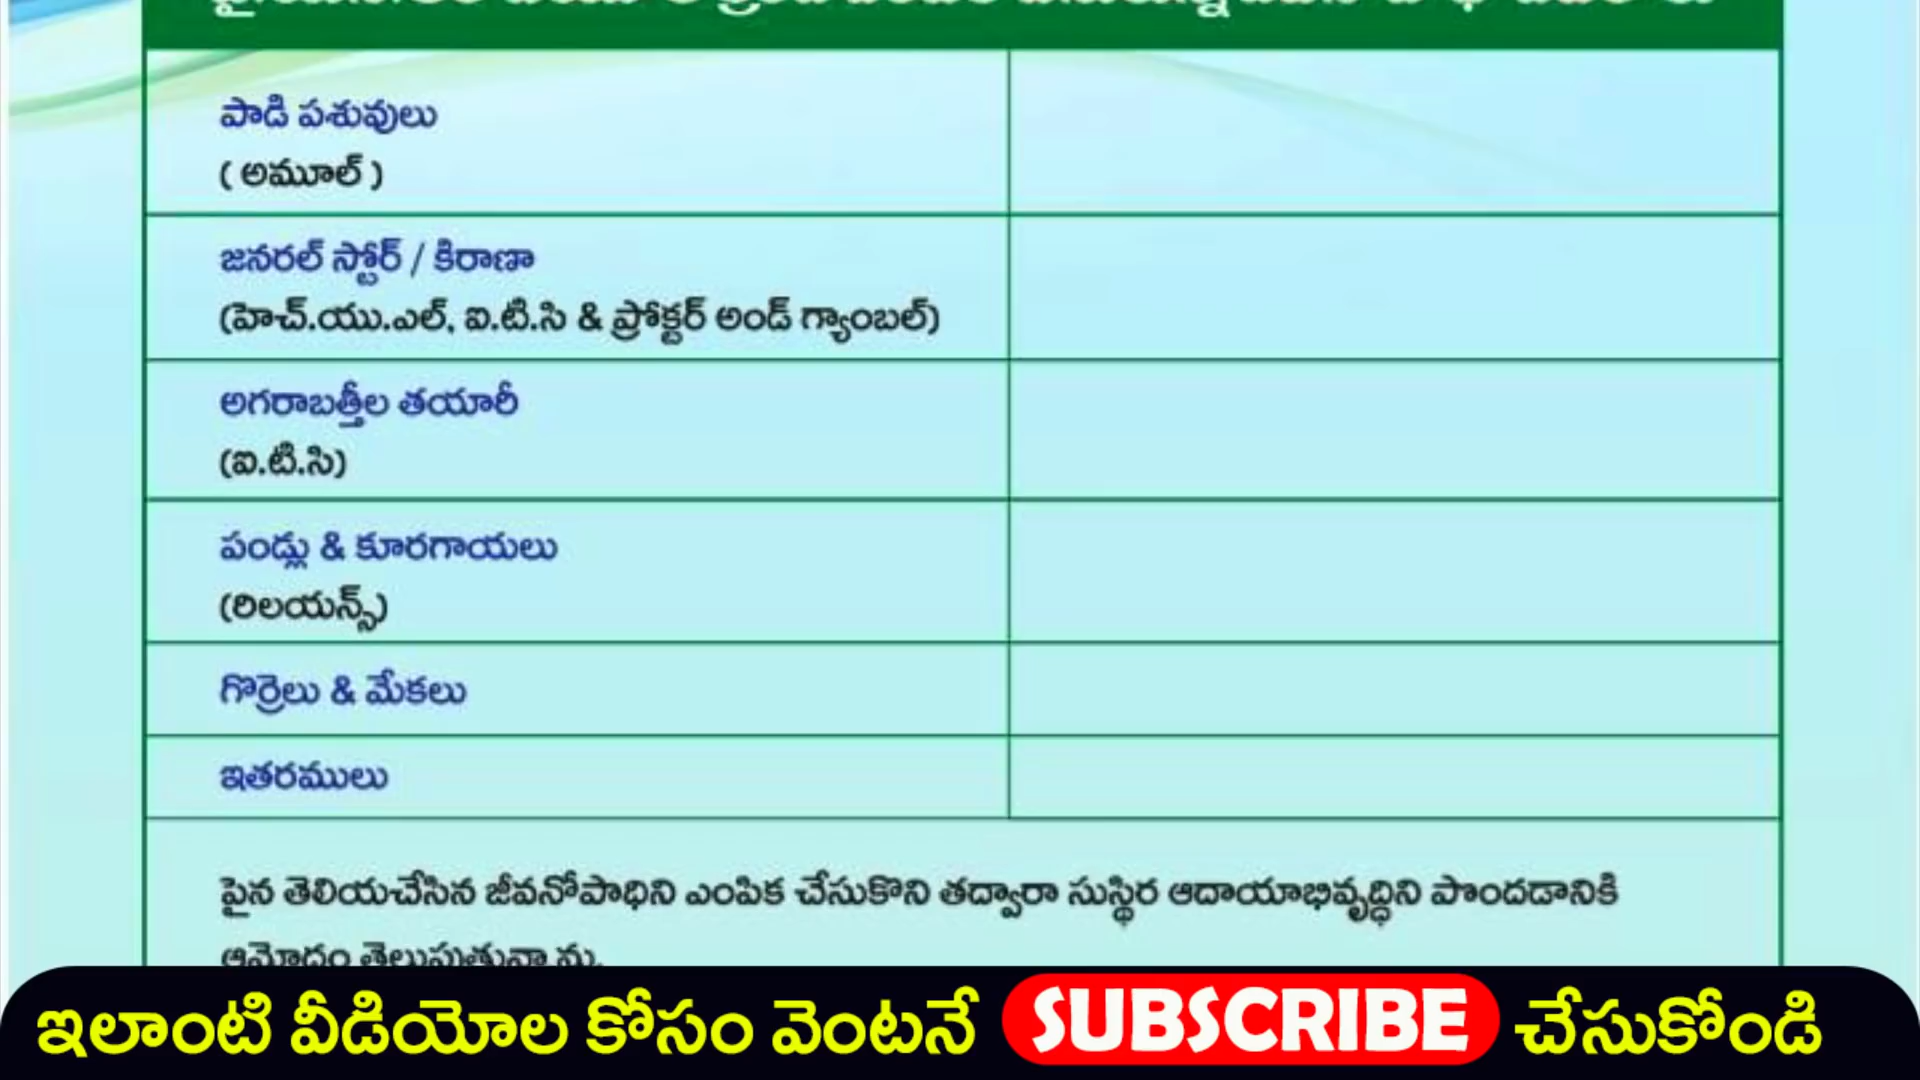 పాడి పశువులు
( అమూల్ )
జనరల్ స్టోర్ / కిరాణా
(హెచ్.యు.ఎల్, ఐ.టి.సి & ప్రోక్టర్ అండ్ గ్యాంబల్)
అగరాబత్తీల తయారీ
(ఐ.టి.సి)
పండ్లు & కూరగాయలు
(రిలయన్స్)
గొర్రెలు & మేకలు
ఇతరములు
పైన తెలియచేసిన జీవనోపాధిని ఎంపిక చేసుకొని తద్వారా సుస్థిర ఆదాయాభివృద్ధిని పొందడానికి
ఆమోదం తెలుపుతున్నాను.
ఇలాంటి వీడియోల కోసం వెంటనే SUBSCRIBE చేసుకోండి